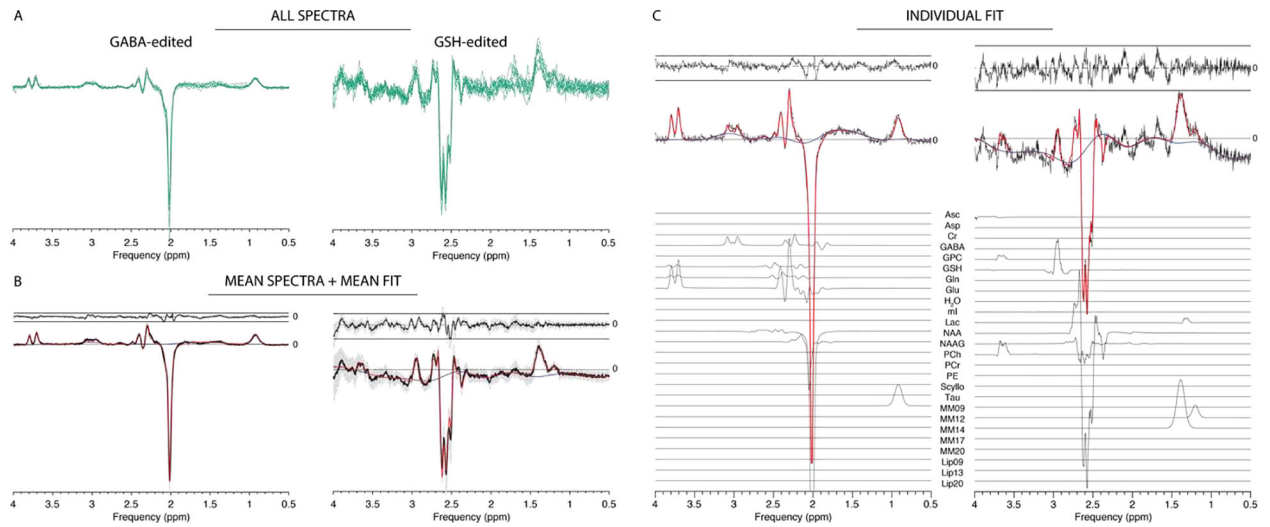 A
ALL SPECTRA
GABA-edited
GSH-edited
4 3.5 3 2.5 2 1.5 1 0.5
Frequency (ppm)
4 3.5 3 2.5 2 1.5 1 0.5
Frequency (ppm)
B
MEAN SPECTRA + MEAN FIT
0
0
0
0
4 3.5 3 2.5 2 1.5 1 0.5
Frequency (ppm)
4 3.5 3 2.5 2 1.5 1 0.5
Frequency (ppm)
C
INDIVIDUAL FIT
0
0
0
0
Asc
Asp
Cr
GABA
GPC
GSH
Gln
Glu
H2O
mI
Lac
NAA
NAAG
PCh
PCr
PE
Scyllo
Tau
MM09
MM12
MM14
MM17
MM20
Lip09
Lip13
Lip20
4 3.5 3 2.5 2 1.5 1 0.5
Frequency (ppm)
4 3.5 3 2.5 2 1.5 1 0.5
Frequency (ppm)